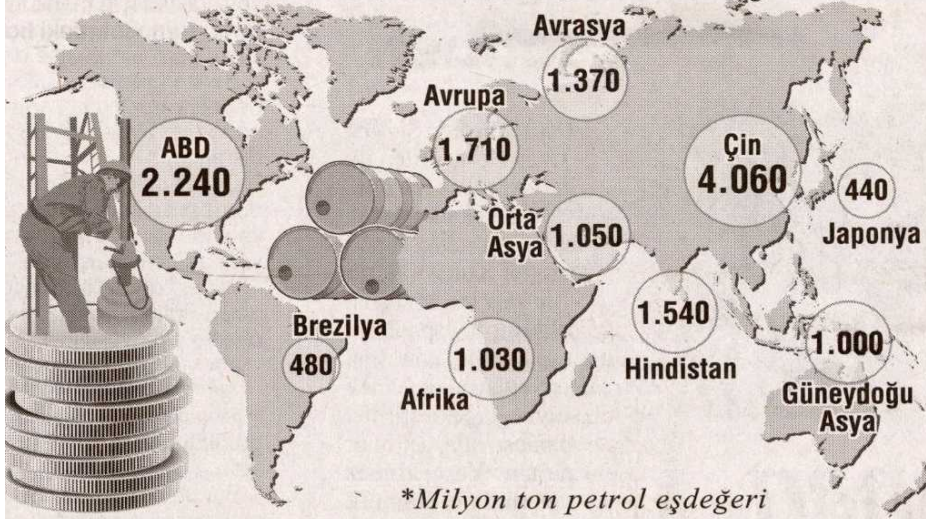 Avrasya
1.370
Avrupa
1.710
ABD
2.240
Çin
4.060
440
Japonya
Orta
Asya
1.050
1.540
Hindistan
Brezilya
480
1.030
Afrika
1.000
Güneydoğu
Asya
*Milyon ton petrol eşdeğeri